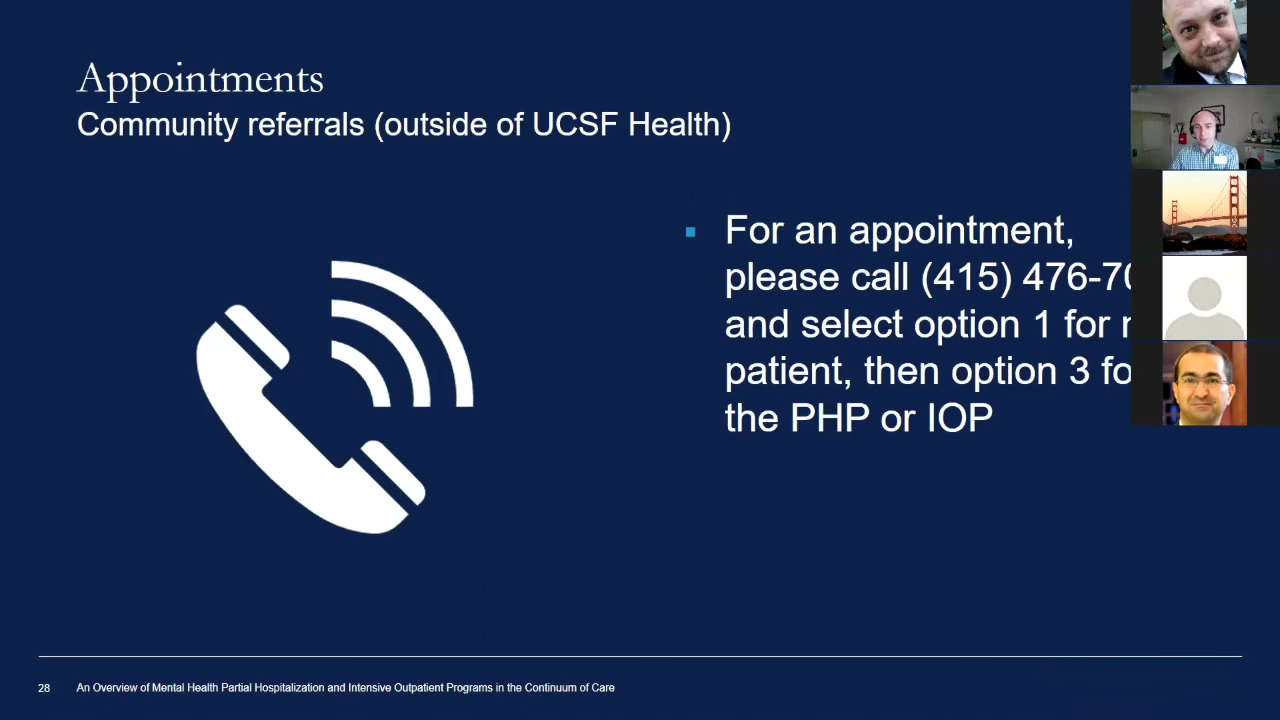 Appointments
Community referrals (outside of UCSF Health)
For an appointment,
please call (415) 476-70
and select option 1 for
patient, then option 3 fo
the PHP or IOP
28 An Overview of Mental Health Partial Hospitalization and Intensive Outpatient Programs in the Continuum of Care